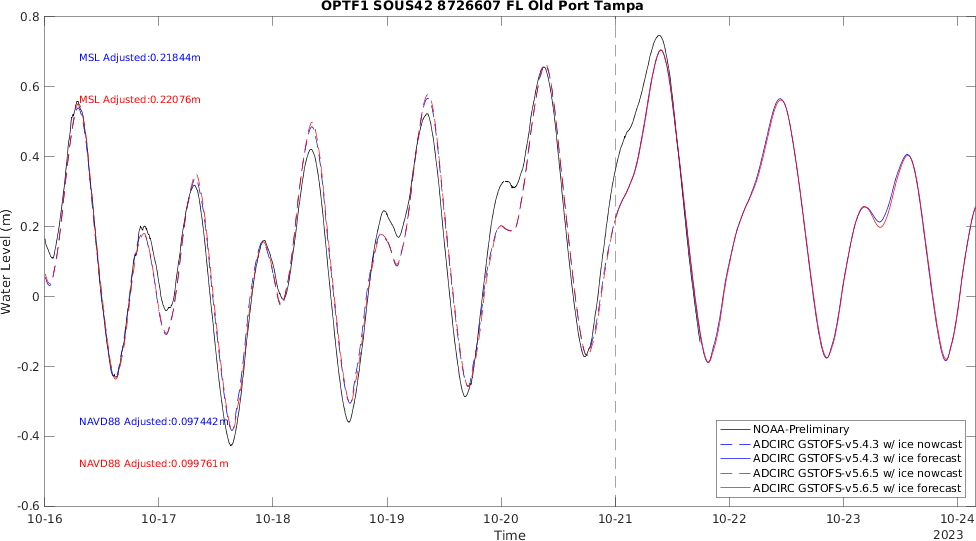 OPTF1 SOUS42 8726607 FL Old Port Tampa
0.8
0.6
0.4
0.2
0
-0.2
-0.4
-0.6
Water Level (m)
MSL Adjusted:0.21844m
MSL Adjusted:0.22076m
NAVD88 Adjusted:0.097442m
NAVD88 Adjusted:0.099761m
NOAA-Preliminary
ADCIRC GSTOFS-v5.4.3 w/ ice nowcast
ADCIRC GSTOFS-v5.4.3 w/ ice forecast
ADCIRC GSTOFS-v5.6.5 w/ ice nowcast
ADCIRC GSTOFS-v5.6.5 w/ ice forecast
10-16 10-17 10-18 10-19 10-20 10-21 10-22 10-23 10-24
Time
2023